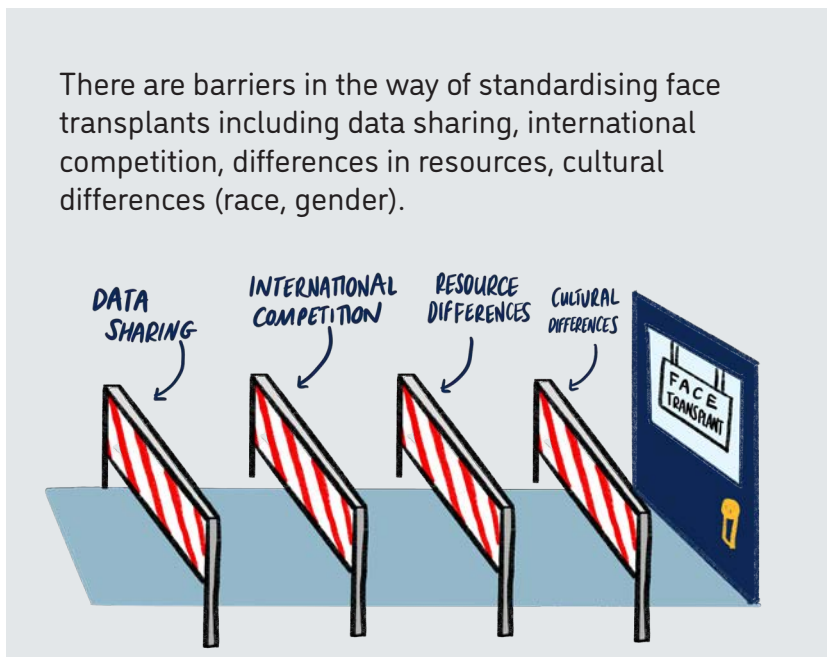 There are barriers in the way of standardising face
transplants including data sharing, international
competition, differences in resources, cultural
differences (race, gender).
DATA
SHARING
INTERNATIONAL
COMPETITION
RESOURCE
DIFFERENCES
CULTURAL
DIFFERENCES
FACE
TRANSPLANT